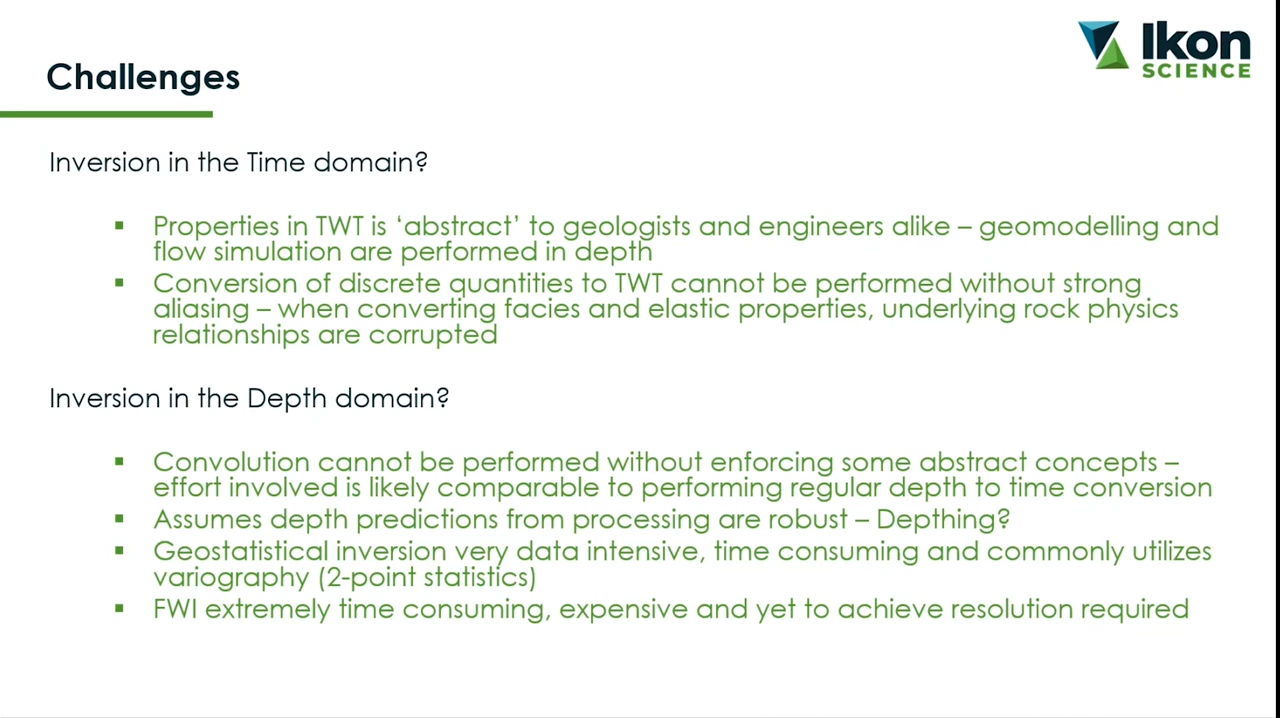 Ikon
SCIENCE
Challenges
Inversion in the Time domain?
▪ Properties in TWT is ‘abstract’ to geologists and engineers alike – geomodelling and
flow simulation are performed in depth
▪ Conversion of discrete quantities to TWT cannot be performed without strong
aliasing – when converting facies and elastic properties, underlying rock physics
relationships are corrupted
Inversion in the Depth domain?
▪ Convolution cannot be performed without enforcing some abstract concepts –
effort involved is likely comparable to performing regular depth to time conversion
▪ Assumes depth predictions from processing are robust – Depthing?
▪ Geostatistical inversion very data intensive, time consuming and commonly utilizes
variography (2-point statistics)
▪ FWI extremely time consuming, expensive and yet to achieve resolution required